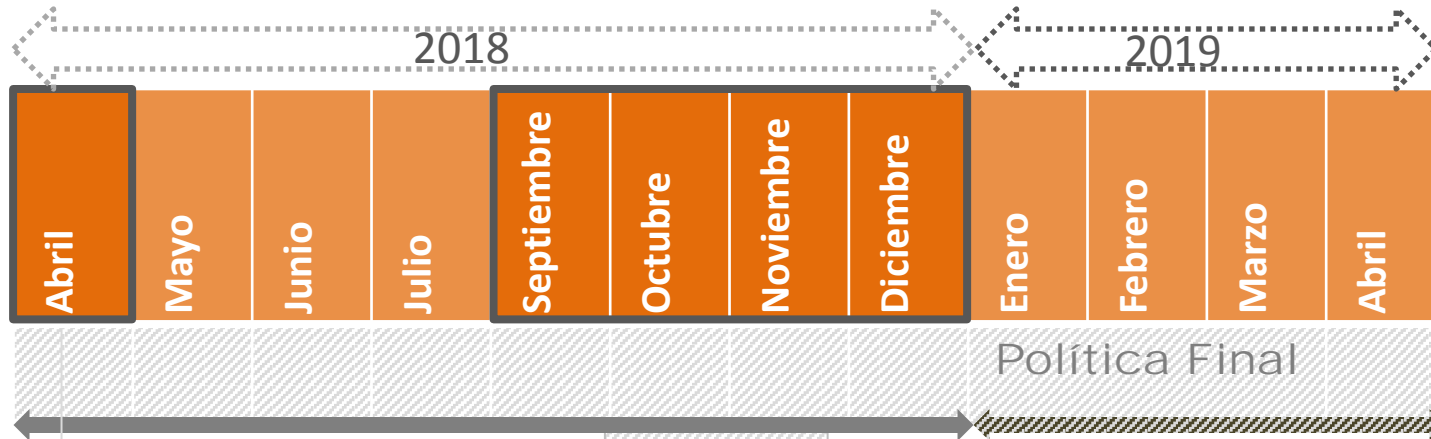 2018
2019
Abril
Mayo
Junio
Julio
Septiembre
Octubre
Noviembre
Diciembre
Enero
Febrero
Marzo
Abril
Política Final